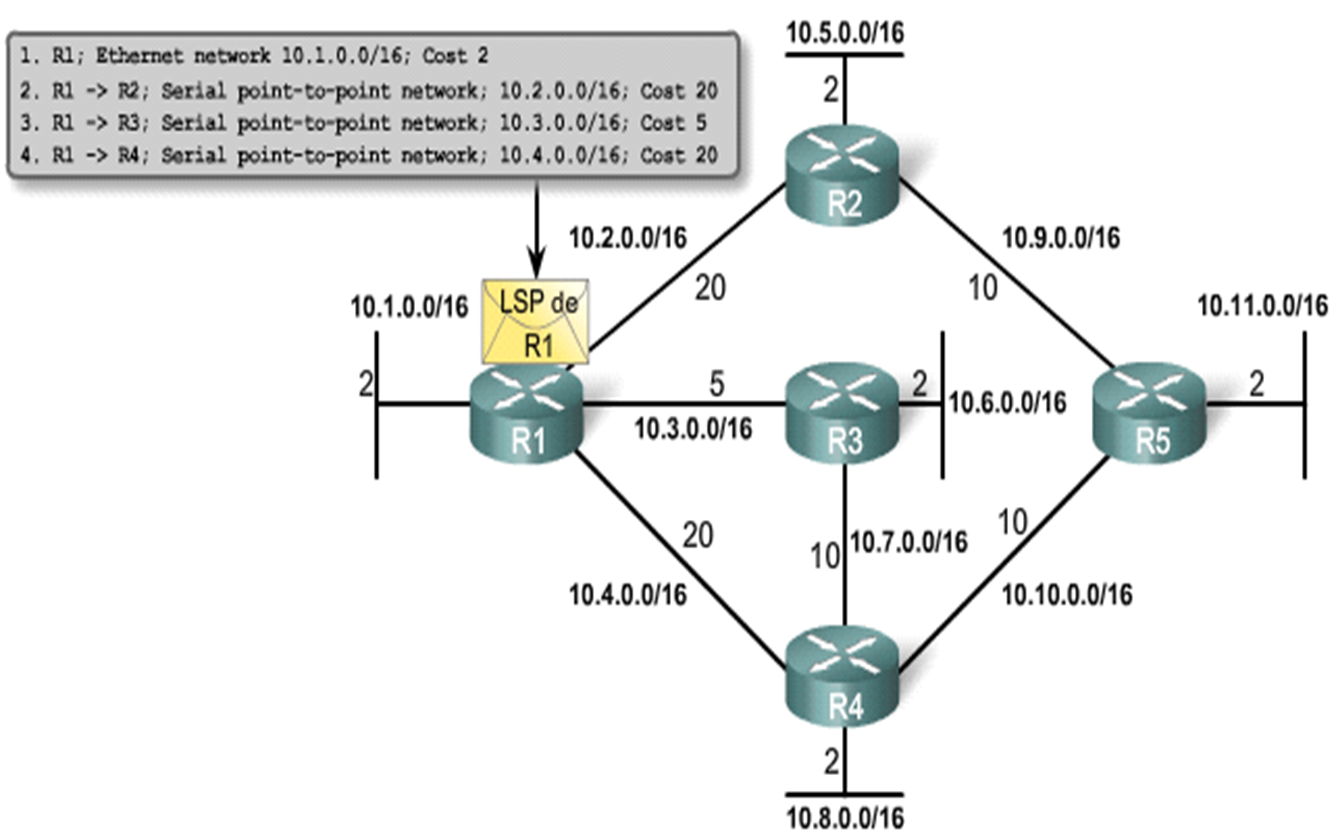 10.5.0.0/16
1. R1; Ethernet network 10.1.0.0/16; Cost 2
2. R1 -> R2; Serial point-to-point network; 10.2.0.0/16; Cost 20
3. R1 -> R3; Serial point-to-point network; 10.3.0.0/16; Cost 5
4. R1 -> R4; Serial point-to-point network; 10.4.0.0/16; Cost 20
2
R2
10.2.0.0/16
10.9.0.0/16
20
10
10.1.0.0/16
LSP de
R1
10.11.0.0/16
2
5
2
2
10.3.0.0/16
10.6.0.0/16
R1
R3
R5
20
10
10
10.7.0.0/16
10.4.0.0/16
10.10.0.0/16
R4
2
10.8.0.0/16